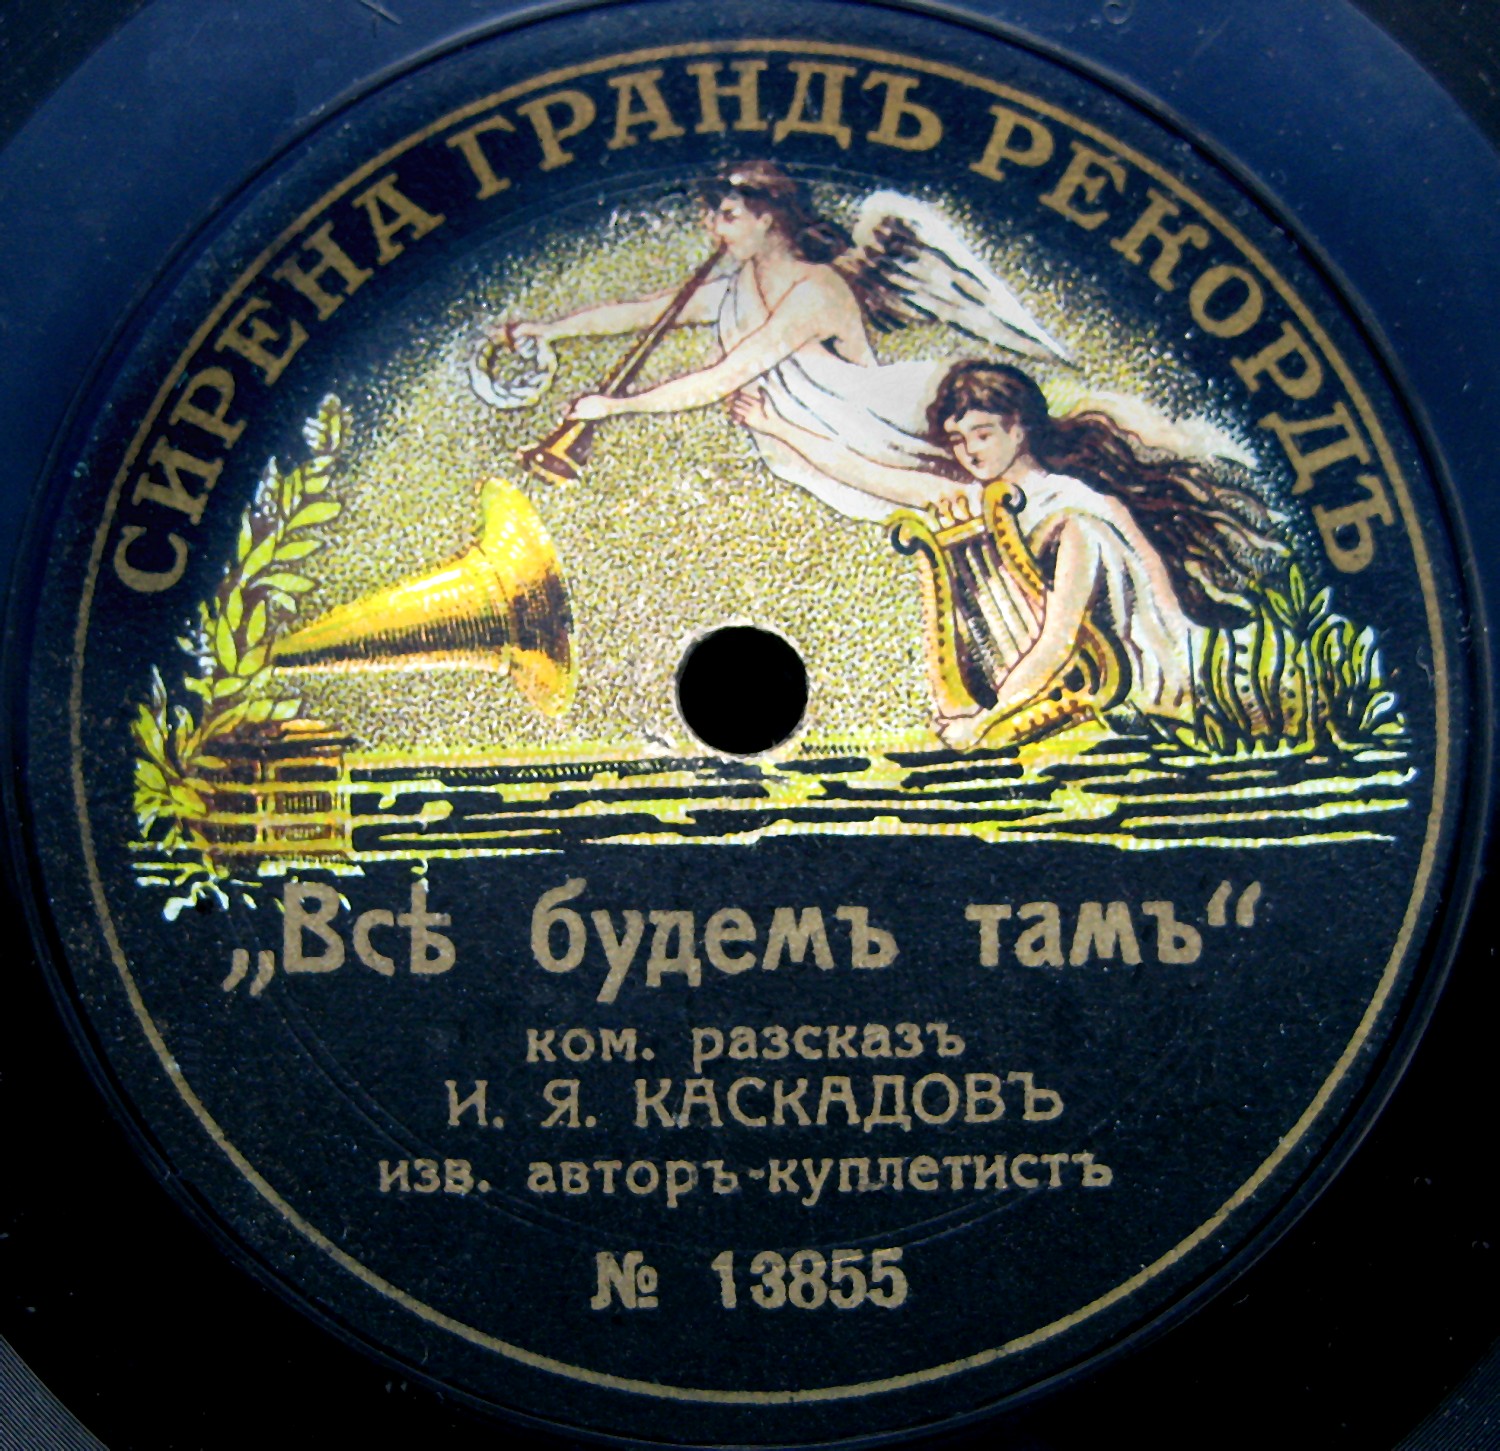 СИРЕНА ГРАНДЪ РЕКОРДЪ
„Всѣ будемъ тамъ“
ком. разсказъ
И. Я. КАСКАДОВЪ
изв. авторъ-куплетистъ
№ 13855